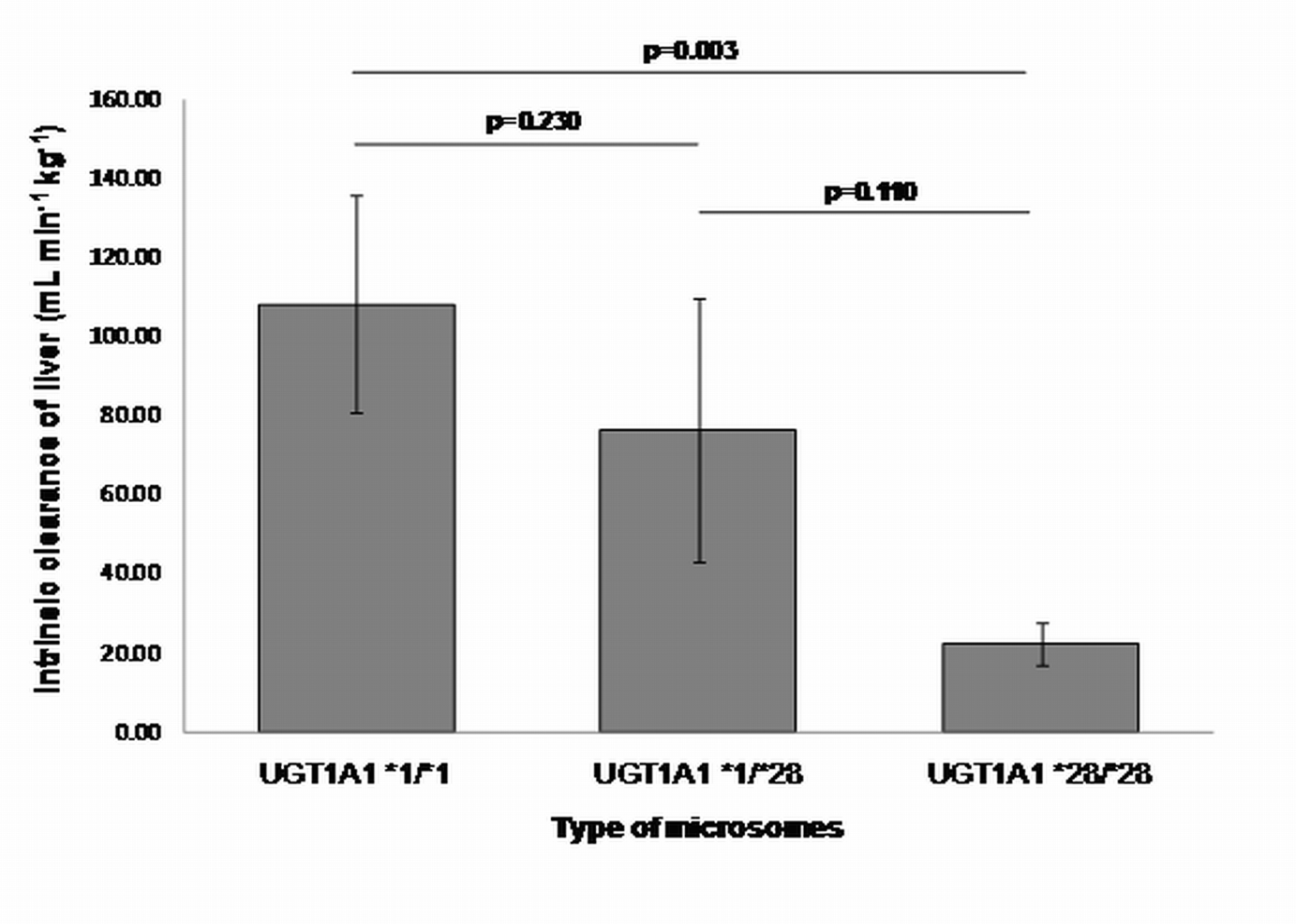 p=0.003
p=0.230
p=0.110
Intrinsic clearance of liver (mL min⁻¹ kg⁻¹)
160.00
140.00
120.00
100.00
80.00
60.00
40.00
20.00
0.00
UGT1A1 *1/*1
UGT1A1 *1/*28
UGT1A1 *28/*28
Type of microsomes